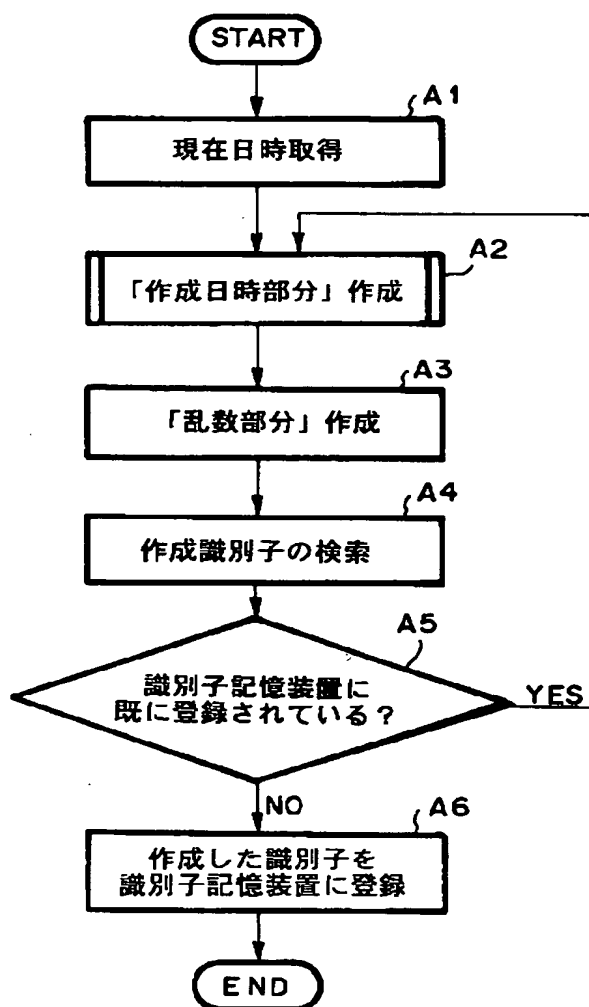 START
A1
現在日時取得
A2
「作成日時部分」作成
A3
「乱数部分」作成
A4
作成識別子の検索
A5
識別子記憶装置に
既に登録されている?
YES
NO
A6
作成した識別子を
識別子記憶装置に登録
END